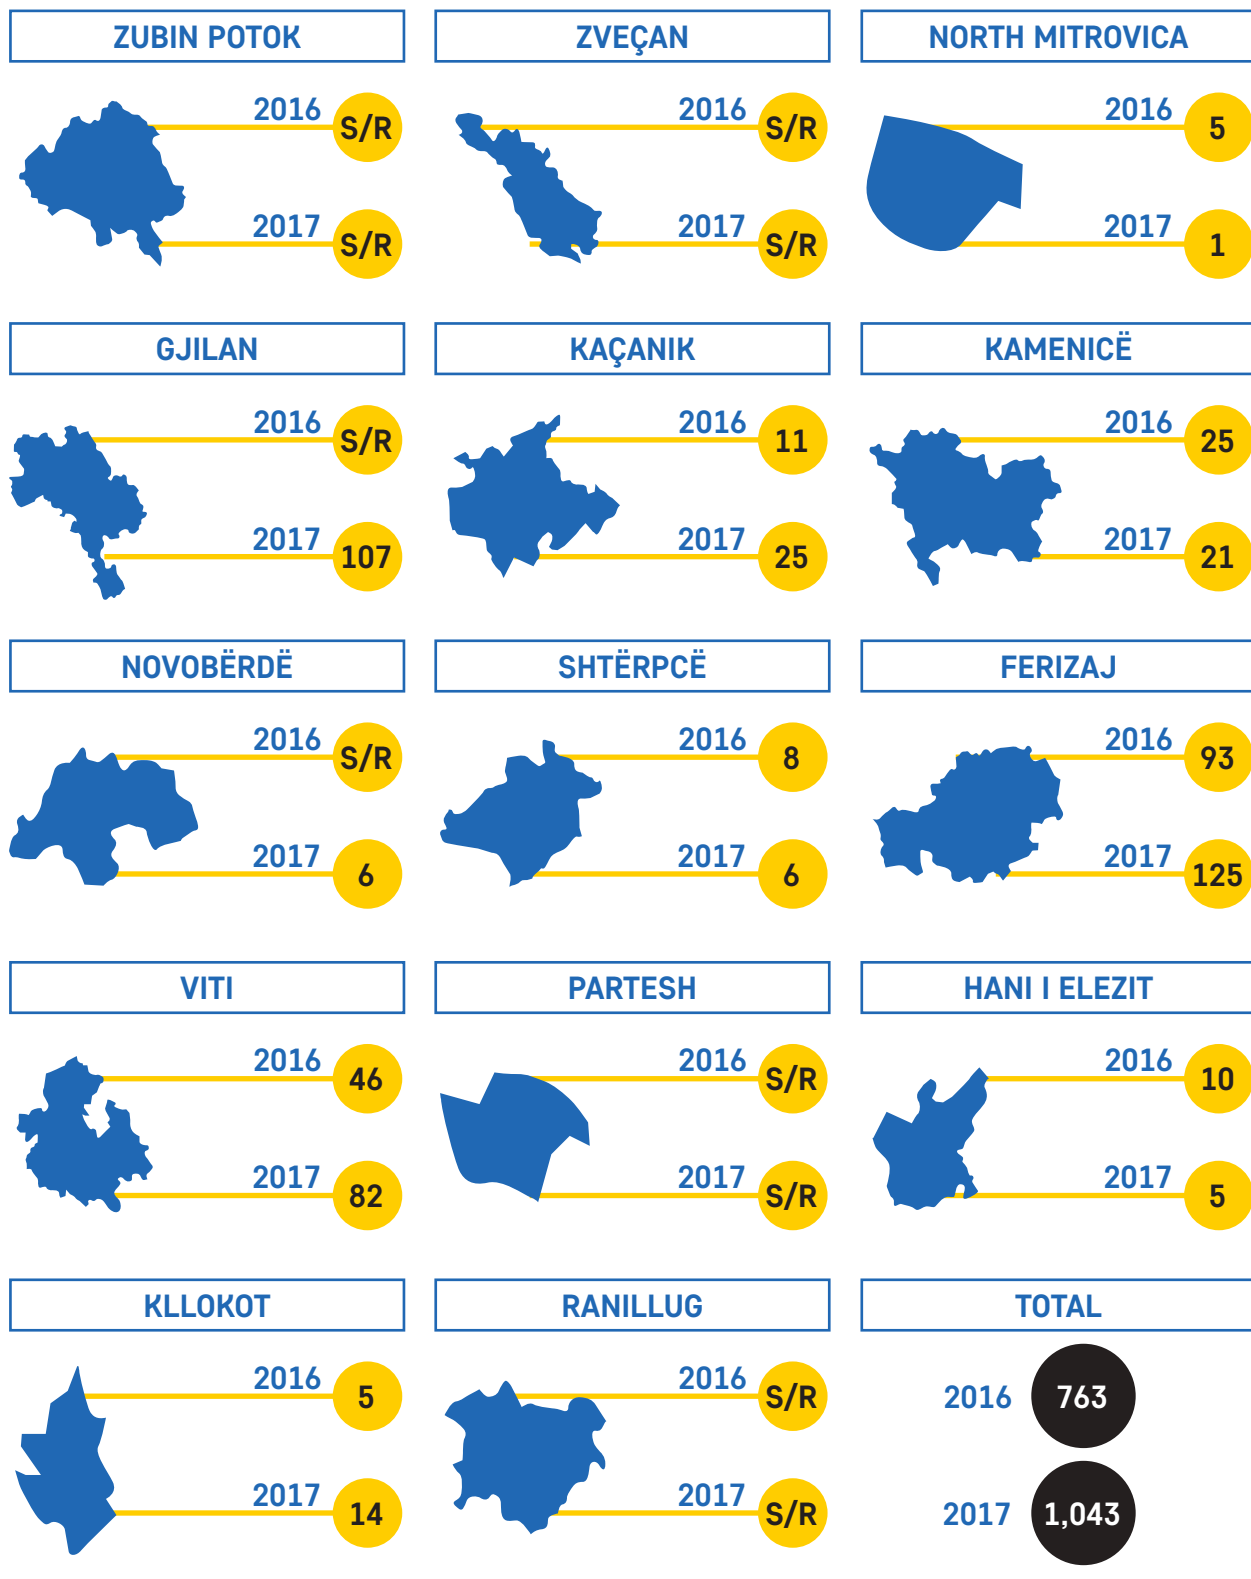 ZUBIN POTOK
2016 S/R
2017 S/R
ZVEÇAN
2016 S/R
2017 S/R
NORTH MITROVICA
2016 5
2017 1
GJILAN
2016 S/R
2017 107
KAÇANIK
2016 11
2017 25
KAMENICË
2016 25
2017 21
NOVOBËRDË
2016 S/R
2017 6
SHTËRPCË
2016 8
2017 6
FERIZAJ
2016 93
2017 125
VITI
2016 46
2017 82
PARTESH
2016 S/R
2017 S/R
HANI I ELEZIT
2016 10
2017 5
KLLOKOT
2016 5
2017 14
RANILLUG
2016 S/R
2017 S/R
TOTAL
2016 763
2017 1,043